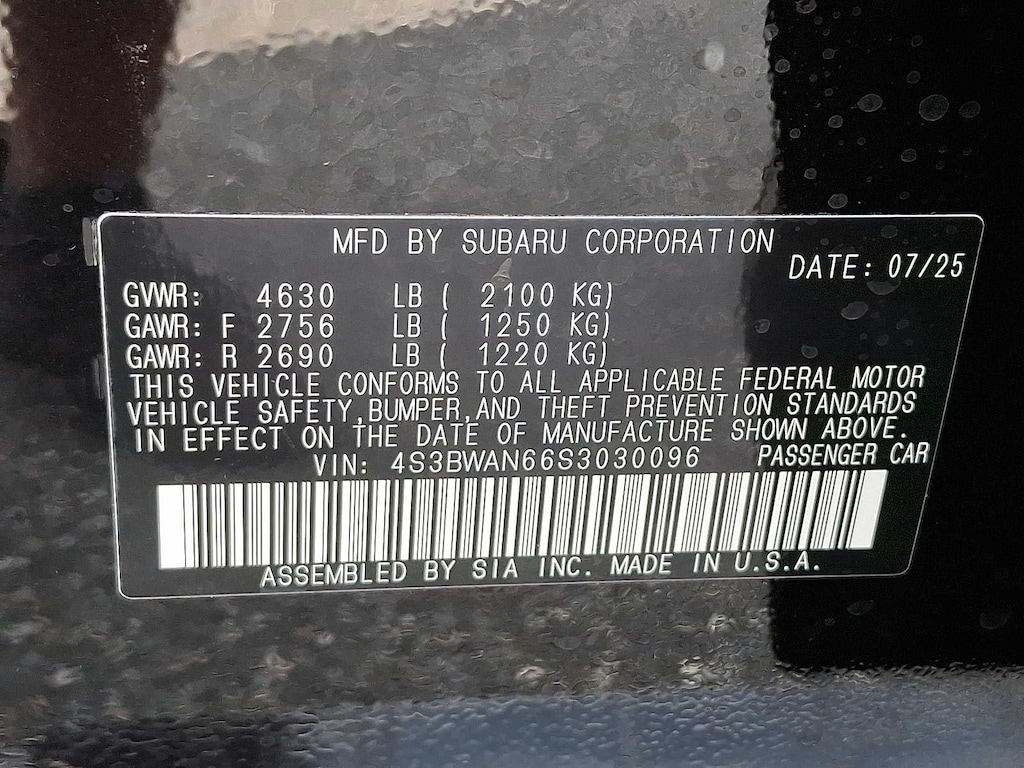 MFD BY SUBARU CORPORATION
DATE: 07/25
GVWR: 4630 LB ( 2100 KG)
GAWR: F 2756 LB ( 1250 KG)
GAWR: R 2690 LB ( 1220 KG)
THIS VEHICLE CONFORMS TO ALL APPLICABLE FEDERAL MOTOR
VEHICLE SAFETY,BUMPER,AND THEFT PREVENTION STANDARDS
IN EFFECT ON THE DATE OF MANUFACTURE SHOWN ABOVE.
VIN: 4S3BWAN66S3030096 PASSENGER CAR
ASSEMBLED BY SIA INC. MADE IN U.S.A.